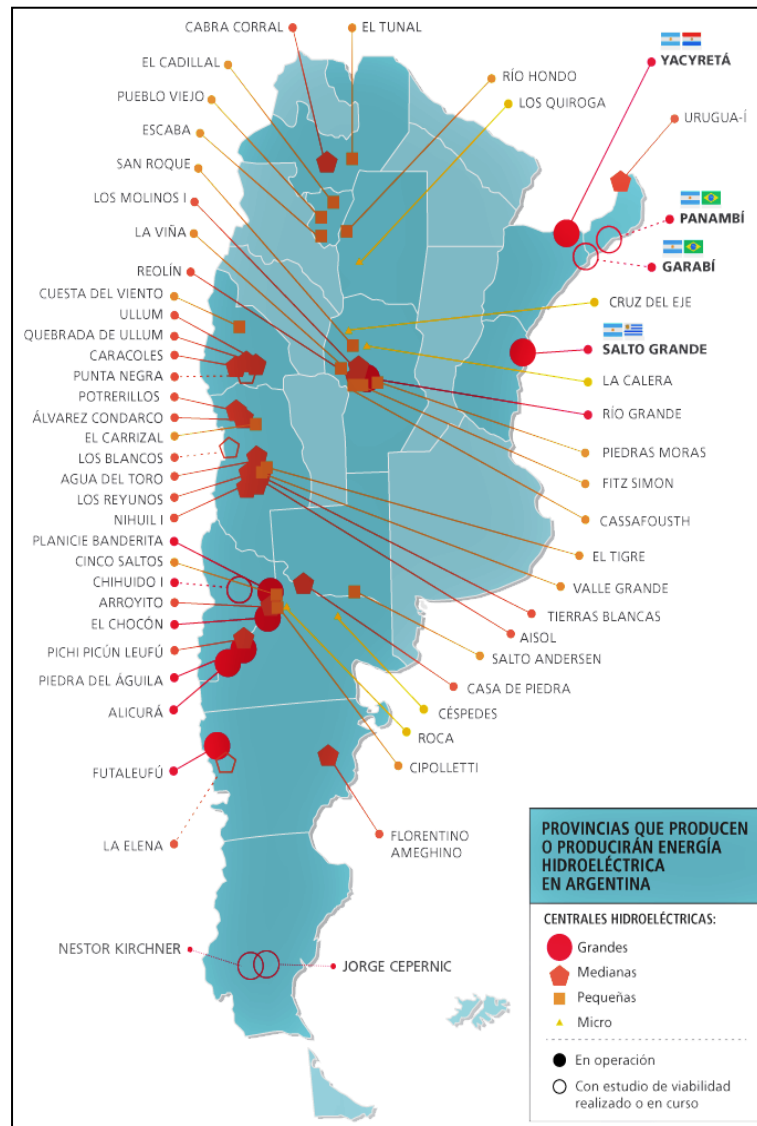 CABRA CORRAL
EL TUNAL
EL CADILLAL
YACYRETÁ
PUEBLO VIEJO
RÍO HONDO
LOS QUIROGA
ESCABA
URUGUA-Í
SAN ROQUE
LOS MOLINOS I
PANAMBÍ
LA VIÑA
GARABÍ
REOLÍN
CUESTA DEL VIENTO
CRUZ DEL EJE
ULLUM
QUEBRADA DE ULLUM
SALTO GRANDE
CARACOLES
PUNTA NEGRA
LA CALERA
POTRERILLOS
RÍO GRANDE
ÁLVAREZ CONDARCO
EL CARRIZAL
PIEDRAS MORAS
LOS BLANCOS
AGUA DEL TORO
FITZ SIMON
LOS REYUNOS
NIHUIL I
CASSAFOUSTH
PLANICIE BANDERITA
EL TIGRE
CINCO SALTOS
CHIHUIDO I
VALLE GRANDE
ARROYITO
TIERRAS BLANCAS
EL CHOCÓN
AISOL
PICHI PICÚN LEUFÚ
SALTO ANDERSEN
PIEDRA DEL ÁGUILA
CASA DE PIEDRA
ALICURÁ
CÉSPEDES
ROCA
FUTALEUFÚ
CIPOLLETTI
LA ELENA
FLORENTINO
AMEGHINO
NESTOR KIRCHNER
JORGE CEPERNIC
PROVINCIAS QUE PRODUCEN
O PRODUCIRÁN ENERGÍA
HIDROELÉCTRICA
EN ARGENTINA
CENTRALES HIDROELÉCTRICAS:
Grandes
Medianas
Pequeñas
Micro
En operación
Con estudio de viabilidad
realizado o en curso